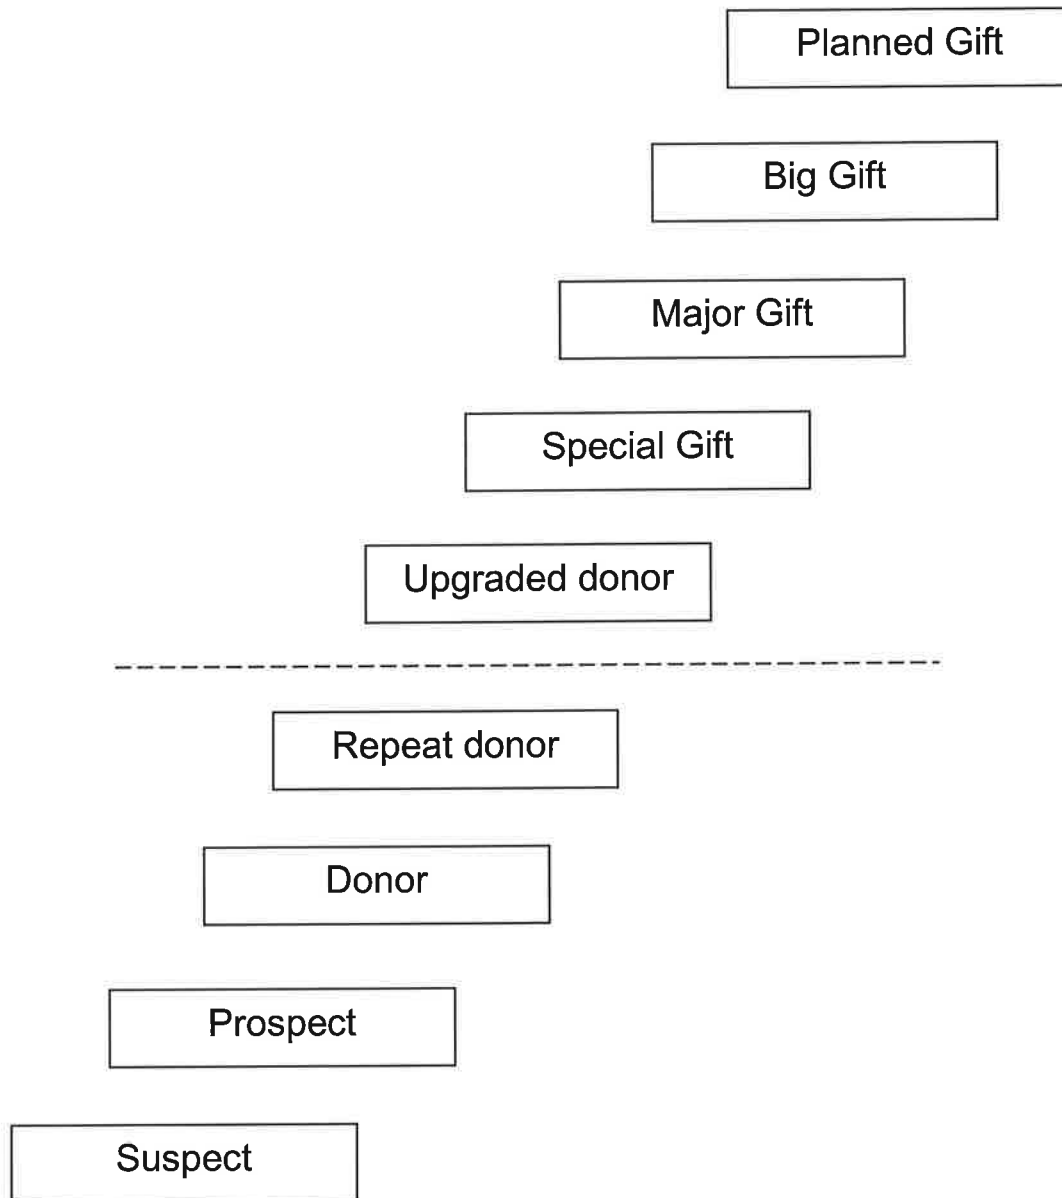 Planned Gift
Big Gift
Major Gift
Special Gift
Upgraded donor
Repeat donor
Donor
Prospect
Suspect